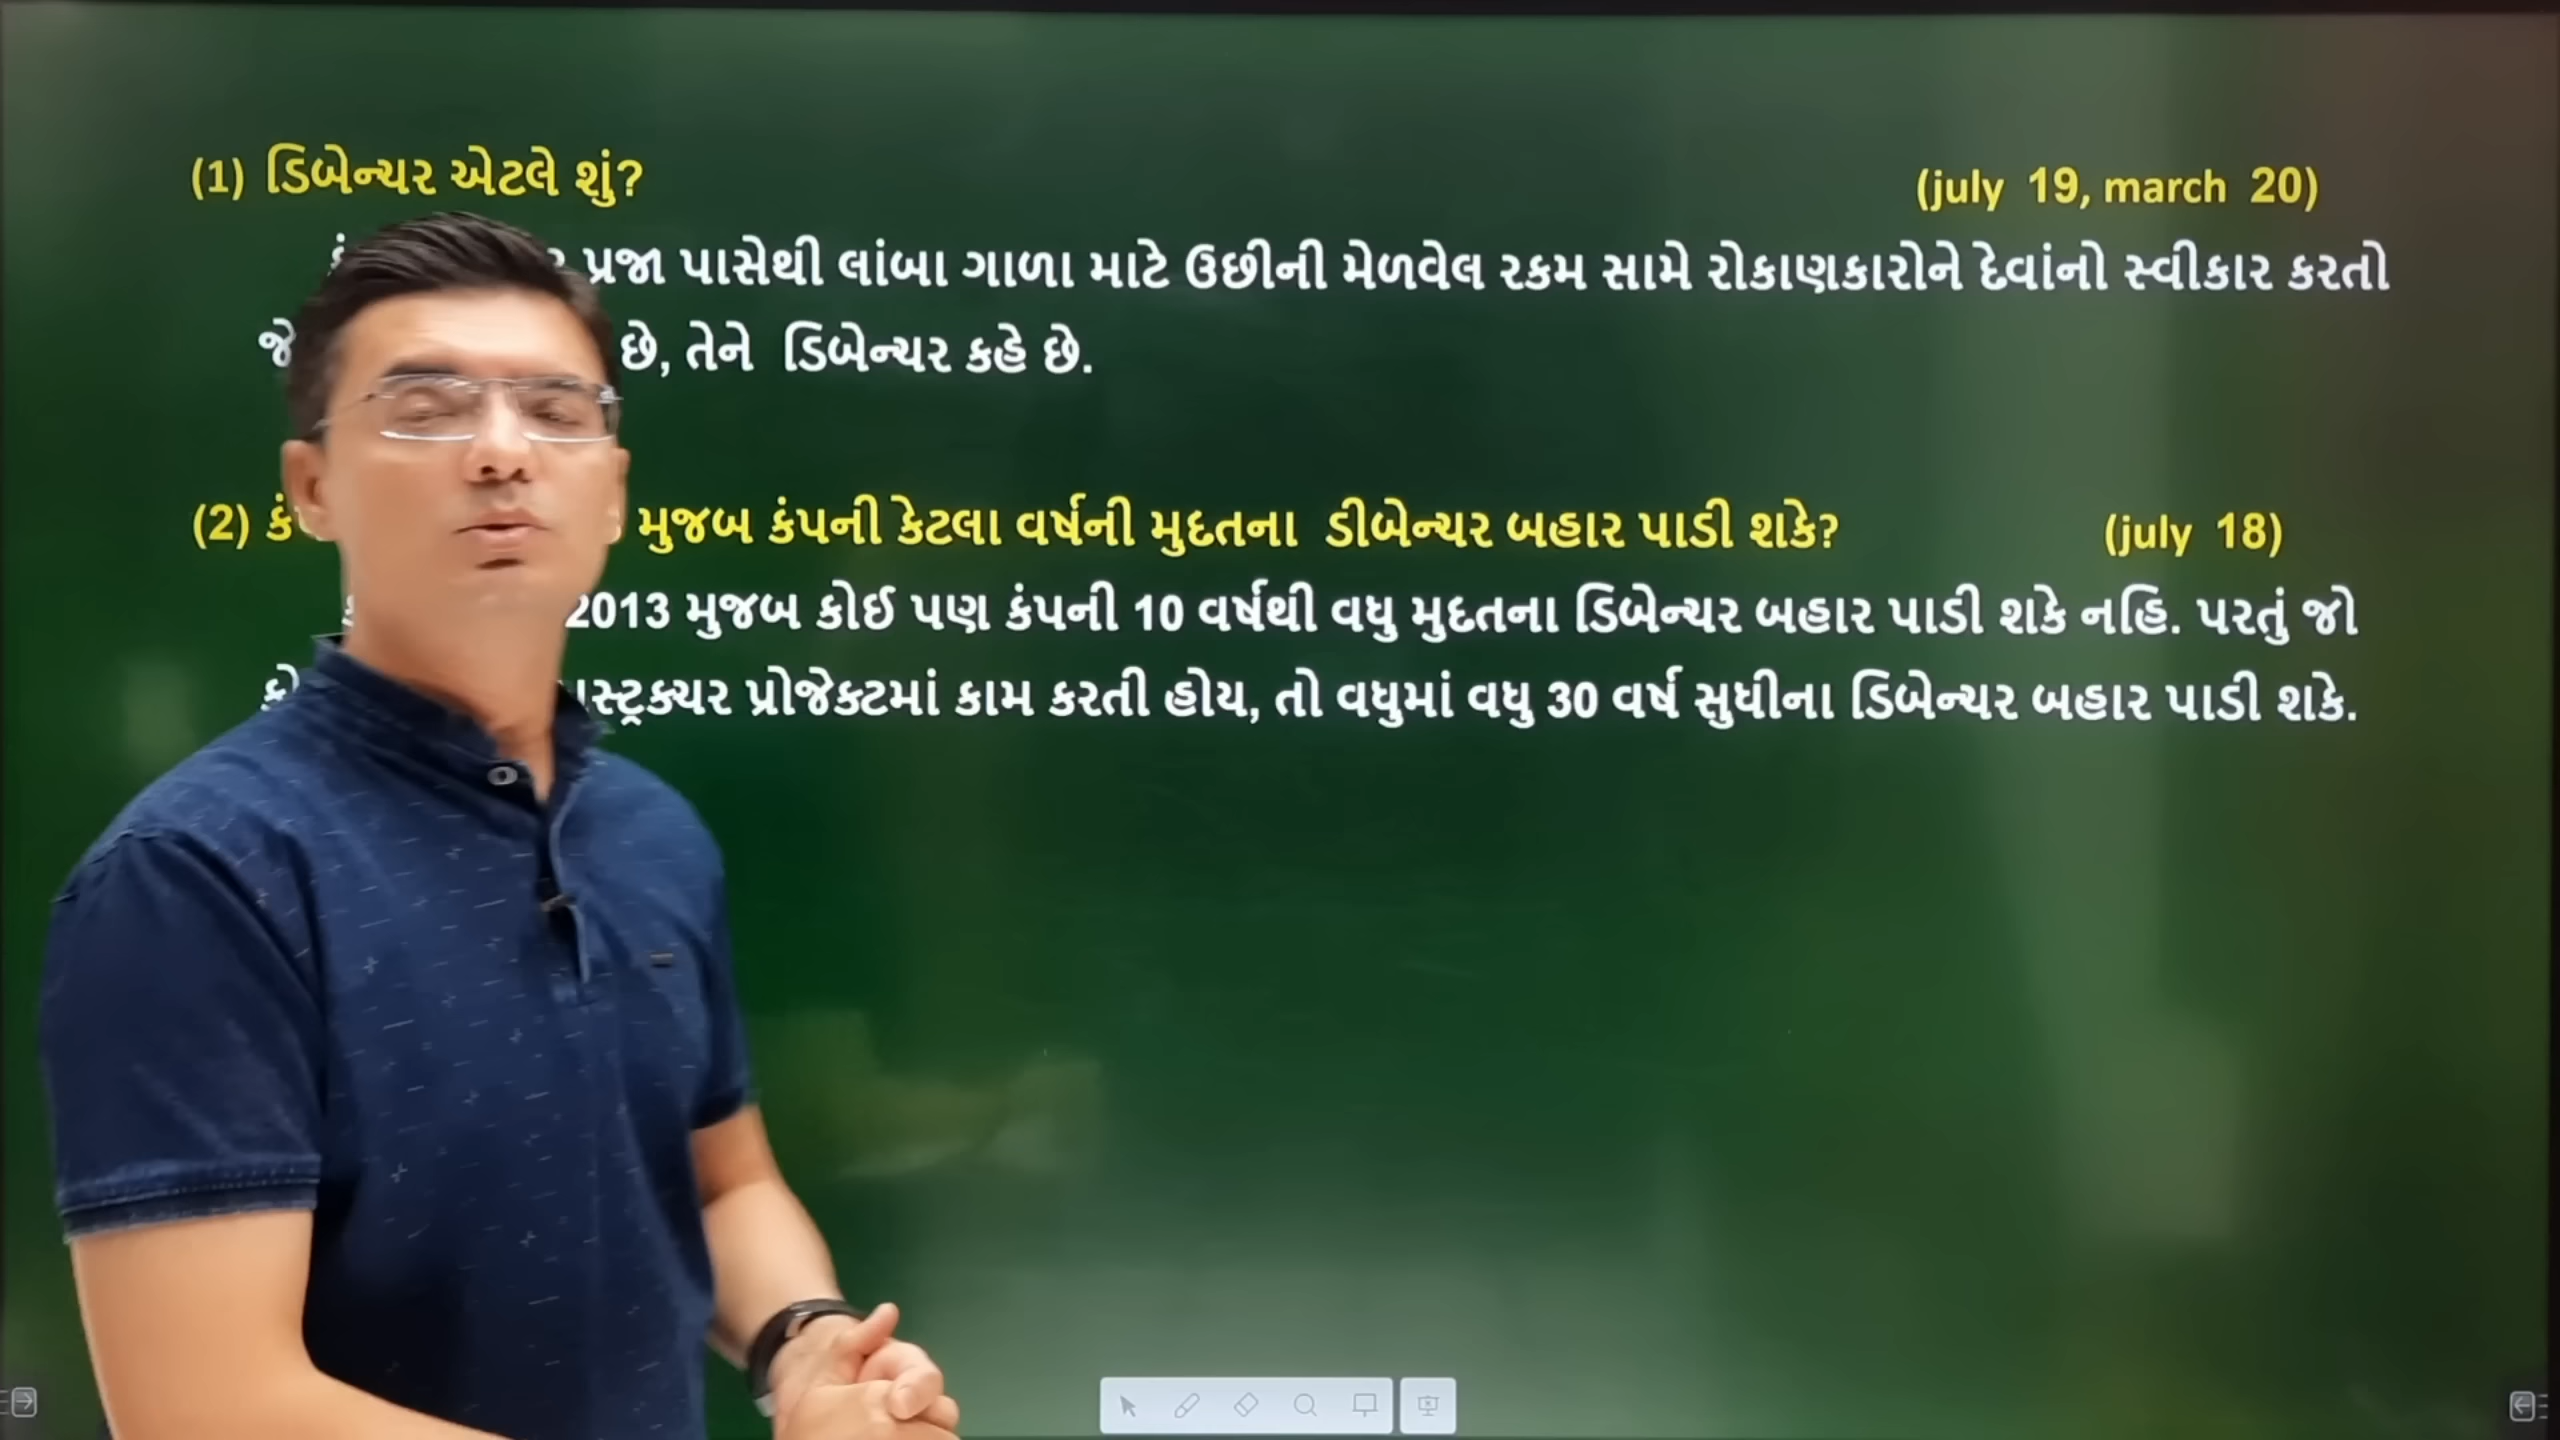 (1) ડિબેન્ચર એટલે શું? (july 19, march 20)
પ્રજા પાસેથી લાંબા ગાળા માટે ઉછીની મેળવેલ રકમ સામે રોકાણકારોને દેવાંનો સ્વીકાર કરતો
છે, તેને ડિબેન્ચર કહે છે.
(2) મુજબ કંપની કેટલા વર્ષની મુદતના ડીબેન્ચર બહાર પાડી શકે? (july 18)
2013 મુજબ કોઈ પણ કંપની 10 વર્ષથી વધુ મુદતના ડિબેન્ચર બહાર પાડી શકે નહિ. પરતું જો
પ્રોજેક્ટમાં કામ કરતી હોય, તો વધુમાં વધુ 30 વર્ષ સુધીના ડિબેન્ચર બહાર પાડી શકે.